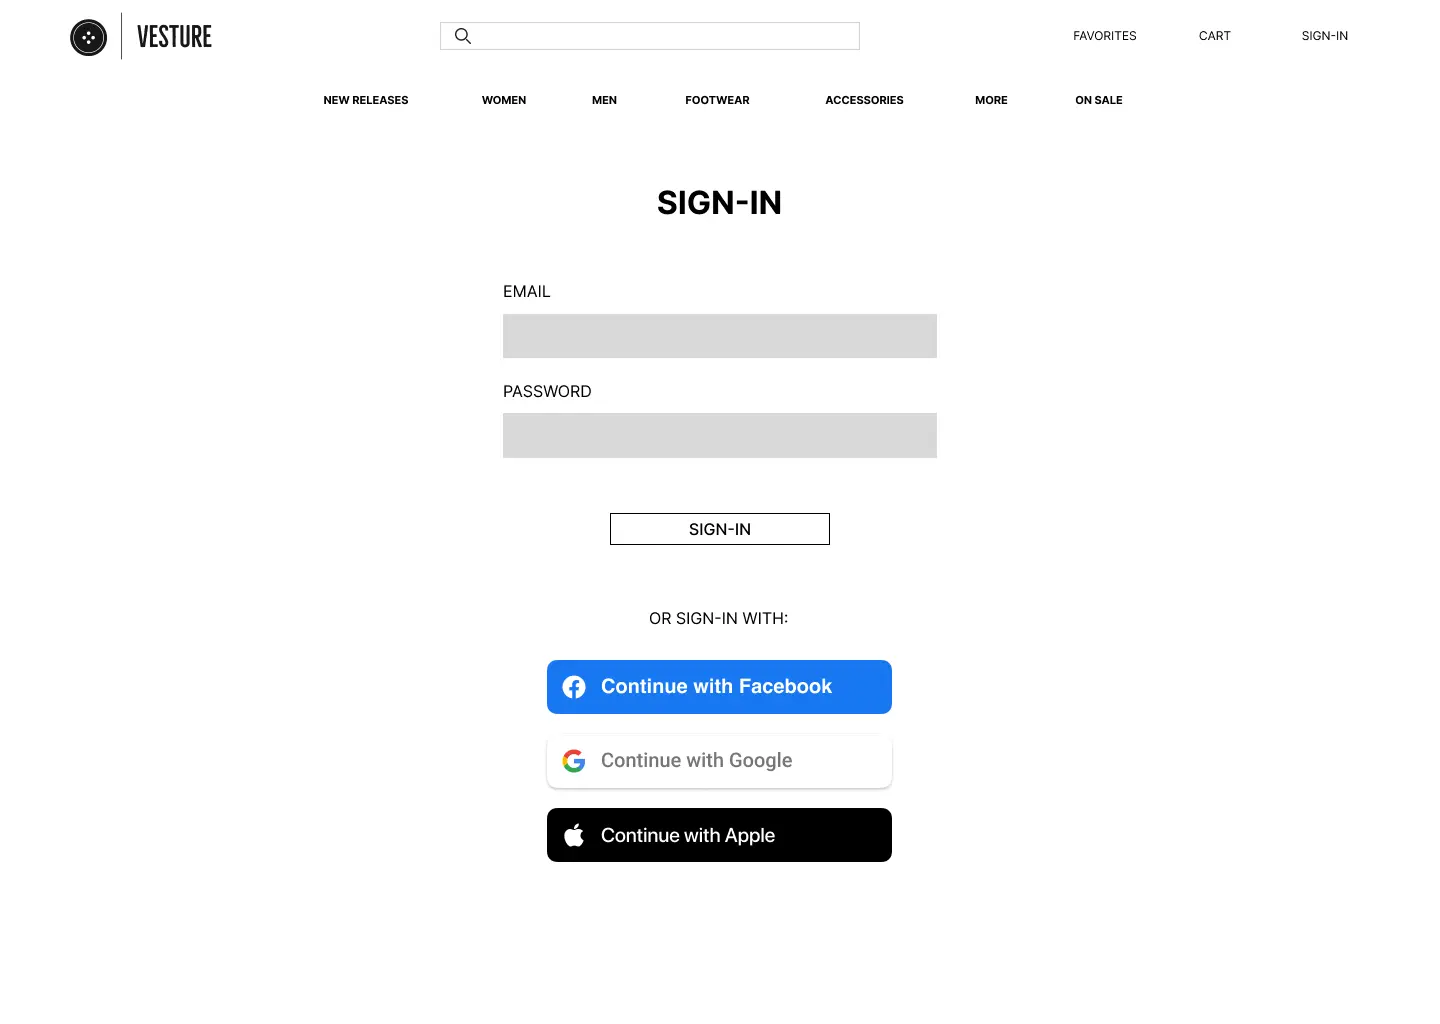 VESTURE
FAVORITES CART SIGN-IN
NEW RELEASES WOMEN MEN FOOTWEAR ACCESSORIES MORE ON SALE
SIGN-IN
EMAIL
PASSWORD
SIGN-IN
OR SIGN-IN WITH:
Continue with Facebook
Continue with Google
Continue with Apple